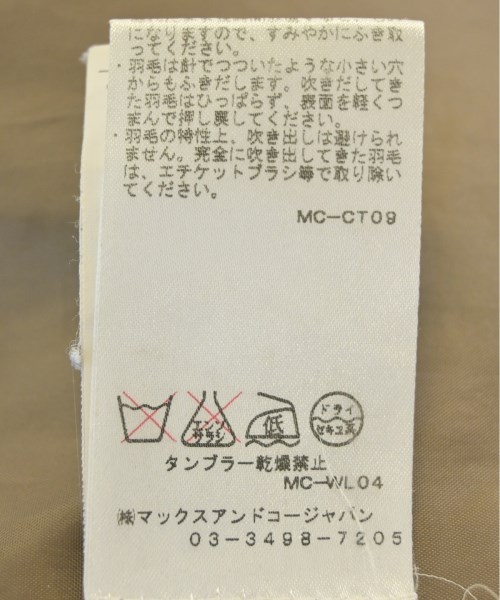 になりますので、すみやかにふき取
ってください。
・羽毛は針でつついたような小さい穴
からもふきだします。吹きだしてき
た羽毛はひっぱらず、表面を軽くつ
まんで押し戻してください。
・羽毛の特性上、吹き出しは避けられ
ません。完全に吹き出してきた羽毛
は、エチケットブラシ等で取り除い
てください。
MC-CT09
エンソ
サラシ
低
ドライ
セキユ系
タンブラー乾燥禁止
MC-WL04
㈱マックスアンドコージャパン
03-3498-7205